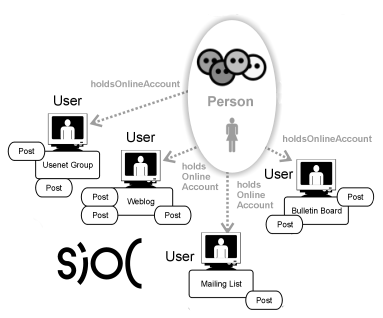 Person
holdsOnlineAccount
User
Post
Usenet Group
Post
User
holds
Online
Account
Post
Weblog
Post
Post
holds
Online
Account
User
Mailing List
Post
holdsOnlineAccount
User
Post
Bulletin Board
Post
sioc